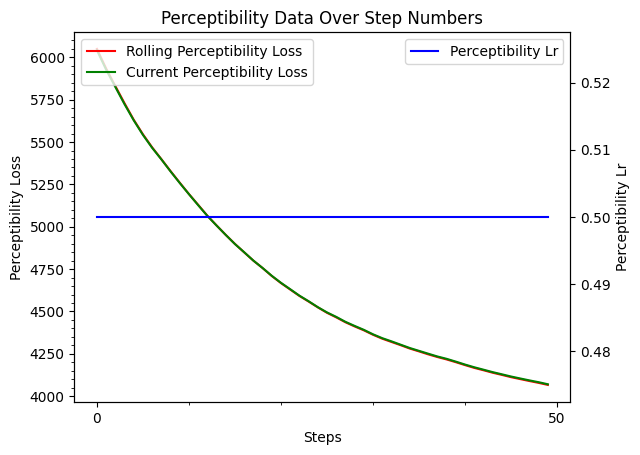 Perceptibility Data Over Step Numbers
Rolling Perceptibility Loss
Current Perceptibility Loss
Perceptibility Lr
6000
5750
5500
5250
5000
4750
4500
4250
4000
Perceptibility Loss
0.52
0.51
0.50
0.49
0.48
Perceptibility Lr
0
50
Steps